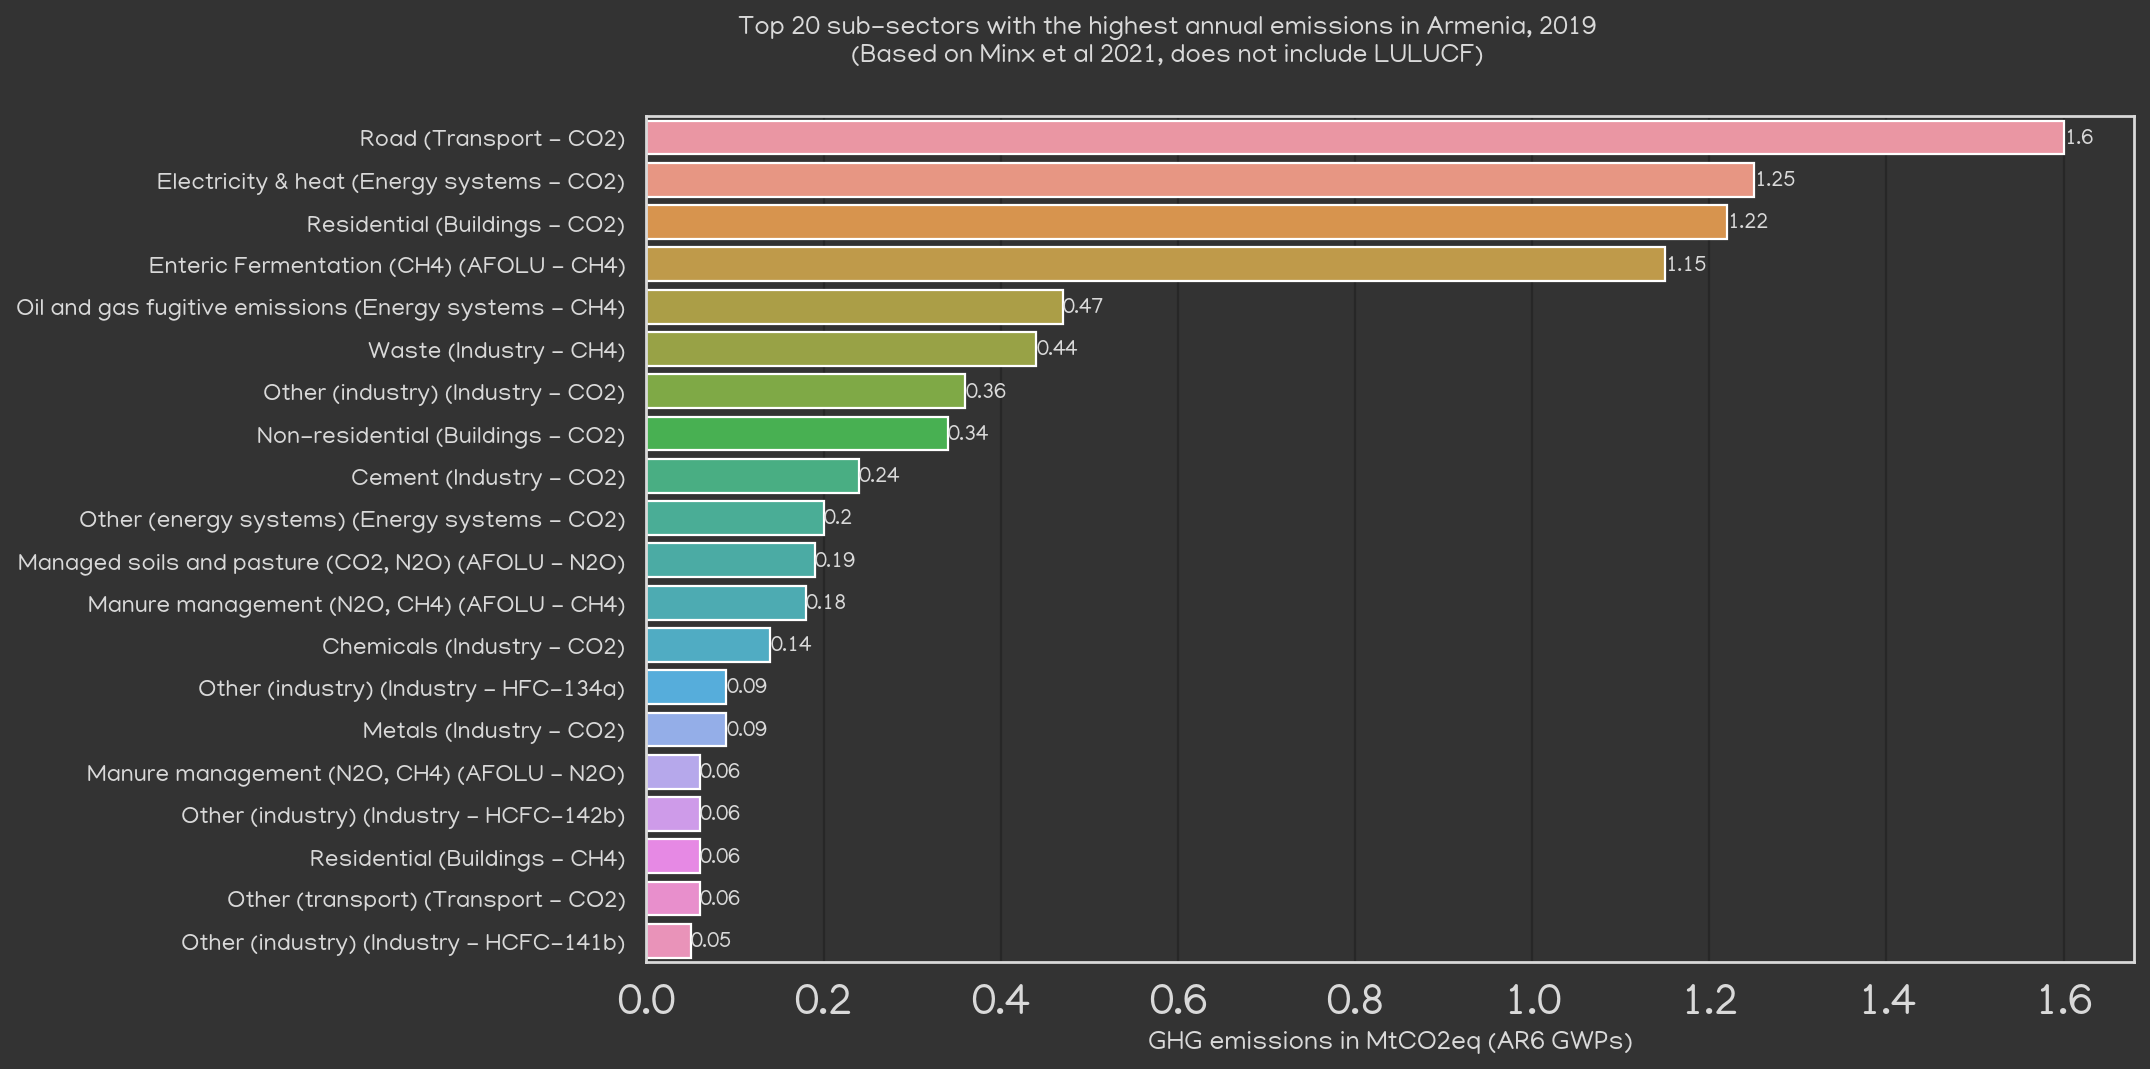 Top 20 sub-sectors with the highest annual emissions in Armenia, 2019
(Based on Minx et al 2021, does not include LULUCF)
Road (Transport - CO2) 1.6
Electricity & heat (Energy systems - CO2) 1.25
Residential (Buildings - CO2) 1.22
Enteric Fermentation (CH4) (AFOLU - CH4) 1.15
Oil and gas fugitive emissions (Energy systems - CH4) 0.47
Waste (Industry - CH4) 0.44
Other (industry) (Industry - CO2) 0.36
Non-residential (Buildings - CO2) 0.34
Cement (Industry - CO2) 0.24
Other (energy systems) (Energy systems - CO2) 0.2
Managed soils and pasture (CO2, N2O) (AFOLU - N2O) 0.19
Manure management (N2O, CH4) (AFOLU - CH4) 0.18
Chemicals (Industry - CO2) 0.14
Other (industry) (Industry - HFC-134a) 0.09
Metals (Industry - CO2) 0.09
Manure management (N2O, CH4) (AFOLU - N2O) 0.06
Other (industry) (Industry - HCFC-142b) 0.06
Residential (Buildings - CH4) 0.06
Other (transport) (Transport - CO2) 0.06
Other (industry) (Industry - HCFC-141b) 0.05
0.0 0.2 0.4 0.6 0.8 1.0 1.2 1.4 1.6
GHG emissions in MtCO2eq (AR6 GWPs)